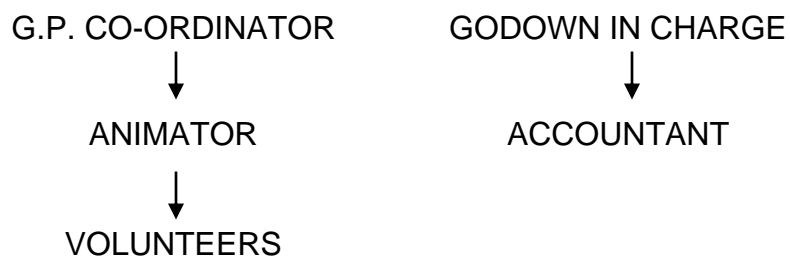 G.P. CO-ORDINATOR GODOWN IN CHARGE
ANIMATOR ACCOUNTANT
VOLUNTEERS